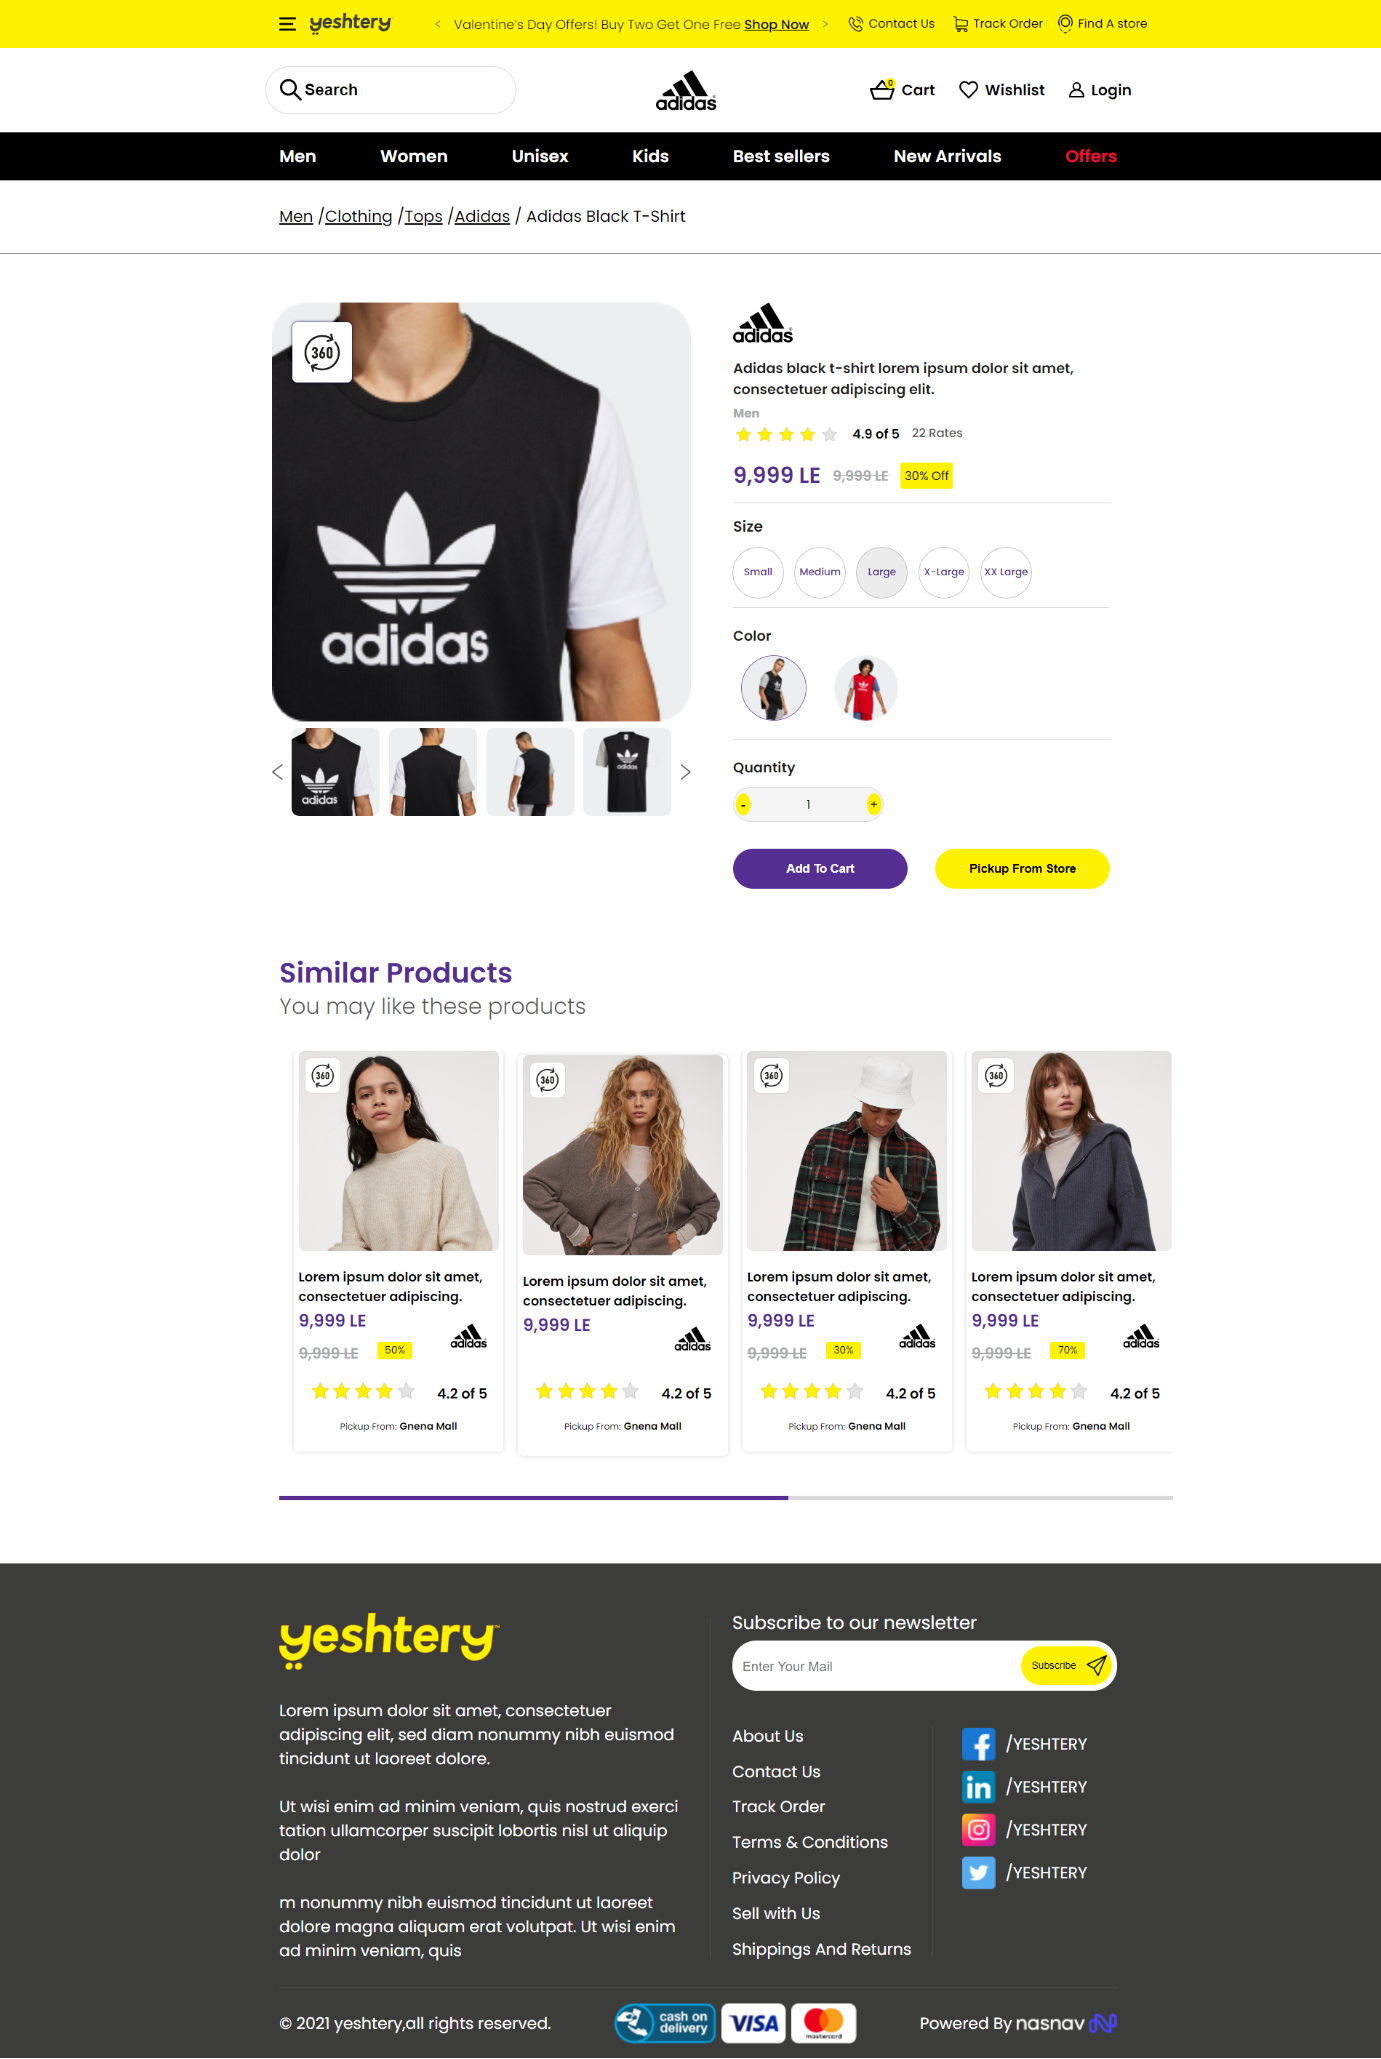 yeshtery
< Valentine's Day Offers! Buy Two Get One Free Shop Now >
Contact Us
Track Order
Find A store
Search
adidas
0
Cart
Wishlist
Login
Men
Women
Unisex
Kids
Best sellers
New Arrivals
Offers
Men /Clothing /Tops /Adidas / Adidas Black T-Shirt
360
adidas
adidas
adidas
adidas
Adidas black t-shirt lorem ipsum dolor sit amet,
consectetuer adipiscing elit.
Men
4.9 of 5 22 Rates
9,999 LE 9,999 LE 30% Off
Size
Small
Medium
Large
X-Large
XX Large
Color
Quantity
- 1 +
Add To Cart
Pickup From Store
Similar Products
You may like these products
360
Lorem ipsum dolor sit amet,
consectetuer adipiscing.
9,999 LE
adidas
9,999 LE 50%
4.2 of 5
Pickup From: Gnena Mall
360
Lorem ipsum dolor sit amet,
consectetuer adipiscing.
9,999 LE
adidas
4.2 of 5
Pickup From: Gnena Mall
360
Lorem ipsum dolor sit amet,
consectetuer adipiscing.
9,999 LE
adidas
9,999 LE 30%
4.2 of 5
Pickup From: Gnena Mall
360
Lorem ipsum dolor sit amet,
consectetuer adipiscing.
9,999 LE
adidas
9,999 LE 70%
4.2 of 5
Pickup From: Gnena Mall
yeshtery
Lorem ipsum dolor sit amet, consectetuer
adipiscing elit, sed diam nonummy nibh euismod
tincidunt ut laoreet dolore.
Ut wisi enim ad minim veniam, quis nostrud exerci
tation ullamcorper suscipit lobortis nisl ut aliquip
dolor
m nonummy nibh euismod tincidunt ut laoreet
dolore magna aliquam erat volutpat. Ut wisi enim
ad minim veniam, quis
Subscribe to our newsletter
Enter Your Mail
Subscribe
About Us
Contact Us
Track Order
Terms & Conditions
Privacy Policy
Sell with Us
Shippings And Returns
/YESHTERY
in /YESHTERY
/YESHTERY
/YESHTERY
© 2021 yeshtery,all rights reserved.
cash on
delivery
VISA
mastercard
Powered By nasnav